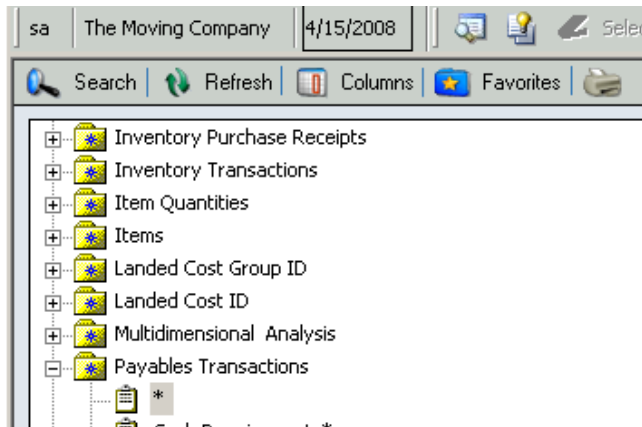 sa The Moving Company 4/15/2008 Selec
Search Refresh Columns Favorites
Inventory Purchase Receipts
Inventory Transactions
Item Quantities
Items
Landed Cost Group ID
Landed Cost ID
Multidimensional Analysis
Payables Transactions
*